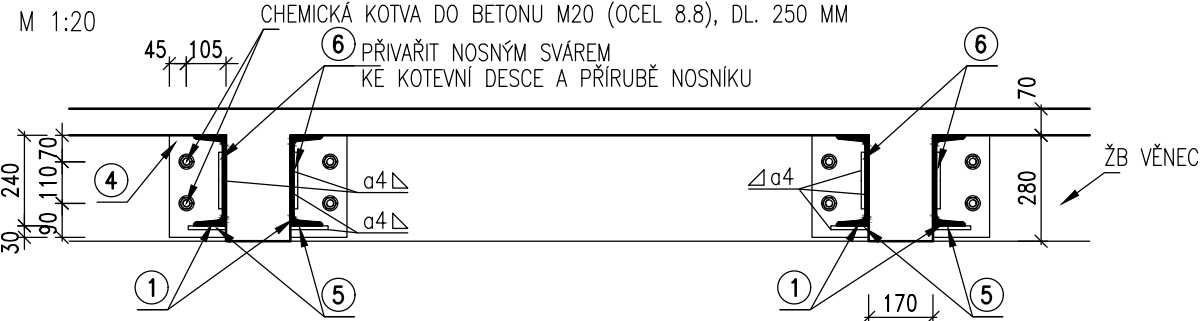 M 1:20
CHEMICKÁ KOTVA DO BETONU M20 (OCEL 8.8), DL. 250 MM
45 105
6 PŘIVAŘIT NOSNÝM SVÁREM
KE KOTEVNÍ DESCE A PŘÍRUBĚ NOSNÍKU
6
70
240
30
70
110
90
4
a4
a4
a4
280
ŽB VĚNEC
1
5
1
170
5